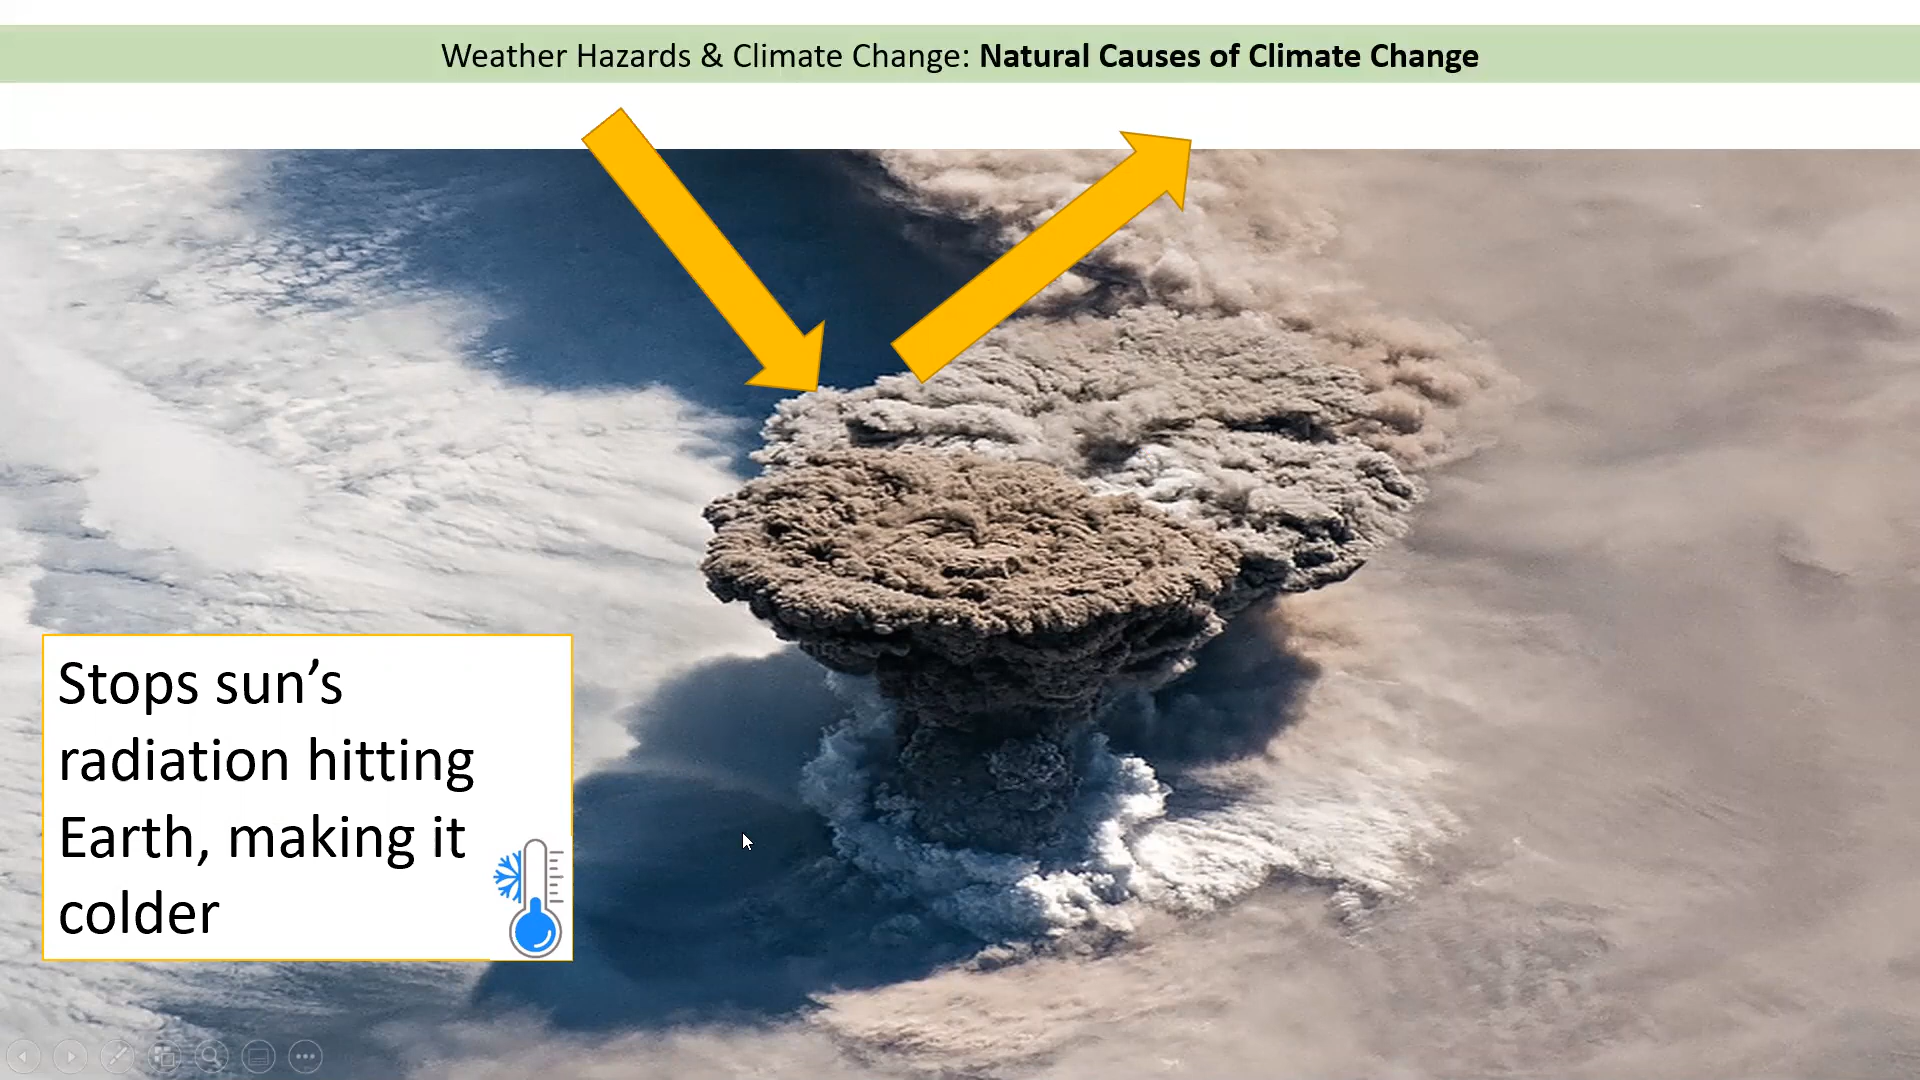 Weather Hazards & Climate Change: Natural Causes of Climate Change
Stops sun’s
radiation hitting
Earth, making it
colder